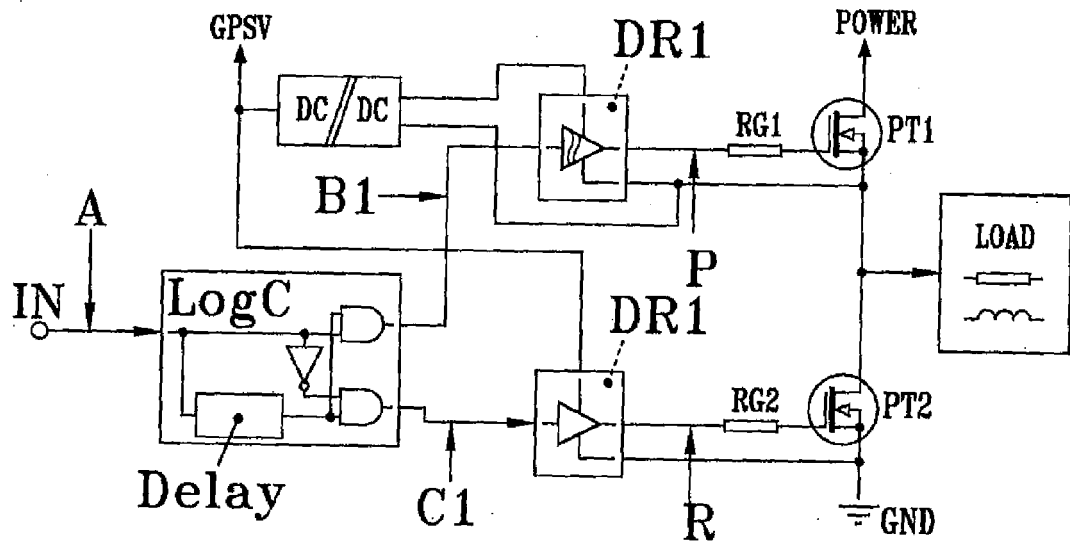 GPSV
DR1
POWER
DC
DC
RG1
PT1
B1
A
P
LOAD
IN
LogC
DR1
RG2
PT2
Delay
C1
R
GND